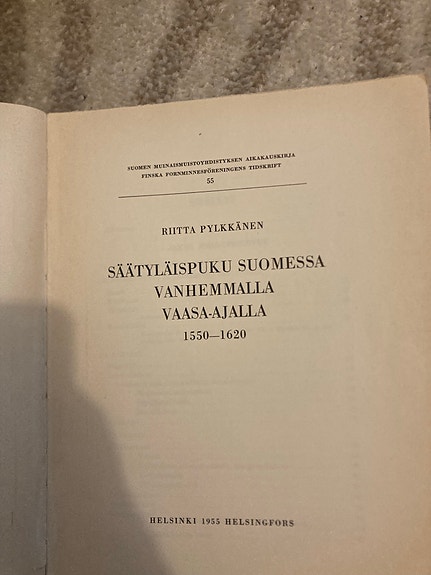 SUOMEN MUINAISMUISTOYHDISTYKSEN AIKAKAUSKIRJA
FINSKA FORNMINNESFÖRENINGENS TIDSKRIFT
55
RIITTA PYLKKÄNEN
SÄÄTYLÄISPUKU SUOMESSA
VANHEMMALLA
VAASA-AJALLA
1550—1620
HELSINKI 1955 HELSINGFORS